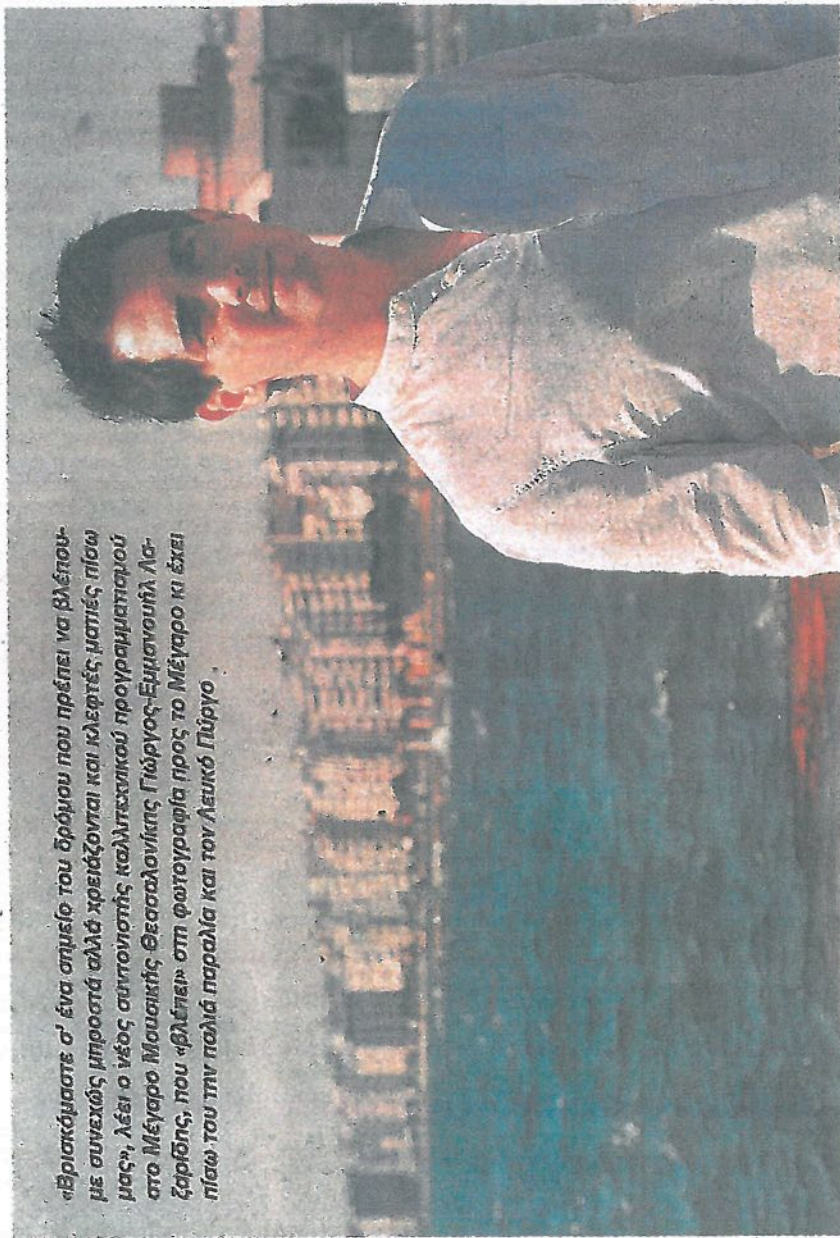 «Βρισκόμαστε σ' ένα σημείο του δρόμου που πρέπει να βλέπου-
με συνεχώς μπροστά αλλά χρειάζονται και κλεφτές ματιές πίσω
μας», λέει ο νέος συντονιστής καλλιτεχνικού προγραμματισμού
στο Μέγαρο Μουσικής Θεσσαλονίκης Γιώργος-Εμμανουήλ Λα-
ζαρίδης, που «βλέπει» στη φωτογραφία προς το Μέγαρο κι έχει
πίσω του την παλιά παραλία και τον Λευκό Πύργο